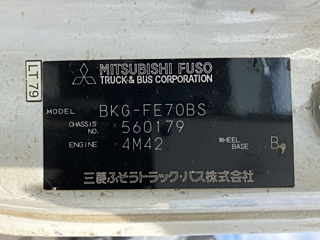 MITSUBISHI FUSO
TRUCK & BUS CORPORATION
LT79
MODEL BKG-FE70BS
CHASSIS NO. 560179
ENGINE 4M42 WHEEL BASE B
三菱ふそうトラック・バス株式会社